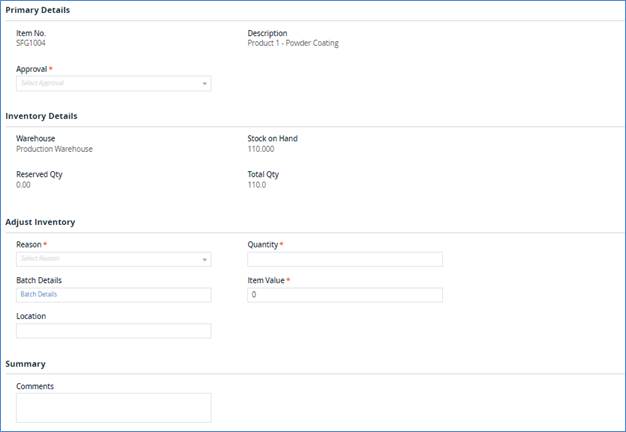 Primary Details
Item No. Description
SFG1004 Product 1 - Powder Coating
Approval *
Select Approval
Inventory Details
Warehouse Stock on Hand
Production Warehouse 110.000
Reserved Qty Total Qty
0.00 110.0
Adjust Inventory
Reason * Quantity *
Select Reason
Batch Details Item Value *
Batch Details 0
Location
Summary
Comments